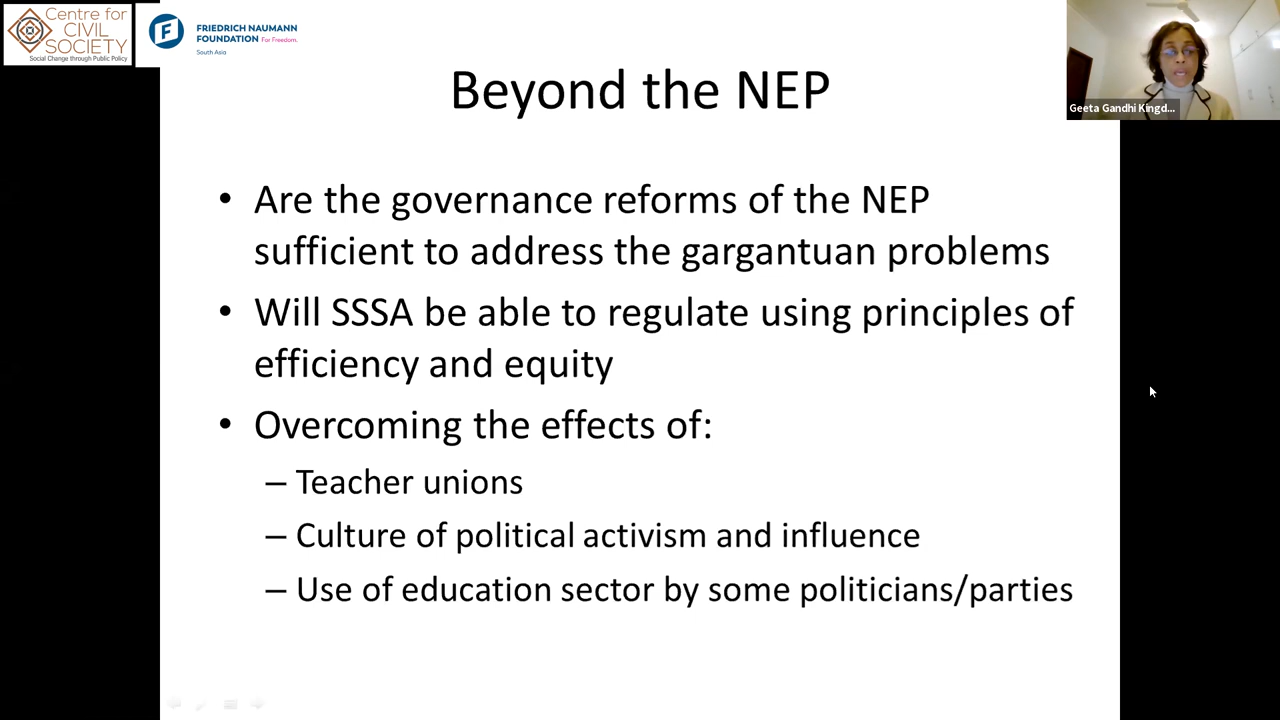 Centre for
CIVIL
SOCIETY
Social Change through Public Policy
FRIEDRICH NAUMANN
FOUNDATION For Freedom.
South Asia
Geeta Gandhi Kingd...
Beyond the NEP
• Are the governance reforms of the NEP
sufficient to address the gargantuan problems
• Will SSSA be able to regulate using principles of
efficiency and equity
• Overcoming the effects of:
– Teacher unions
– Culture of political activism and influence
– Use of education sector by some politicians/parties